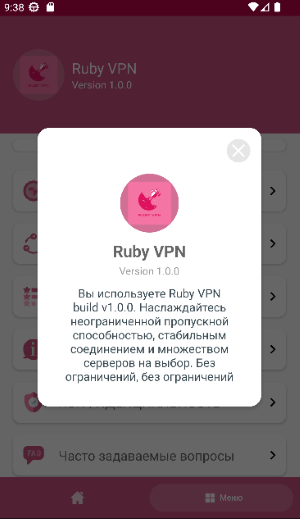 9:38
Ruby VPN
Version 1.0.0
RUBY VPN
Ruby VPN
Version 1.0.0
Вы используете Ruby VPN
build v1.0.0. Наслаждайтесь
неограниченной пропускной
способностью, стабильным
соединением и множеством
серверов на выбор. Без
ограничений, без ограничений
FAQ
Часто задаваемые вопросы
Меню